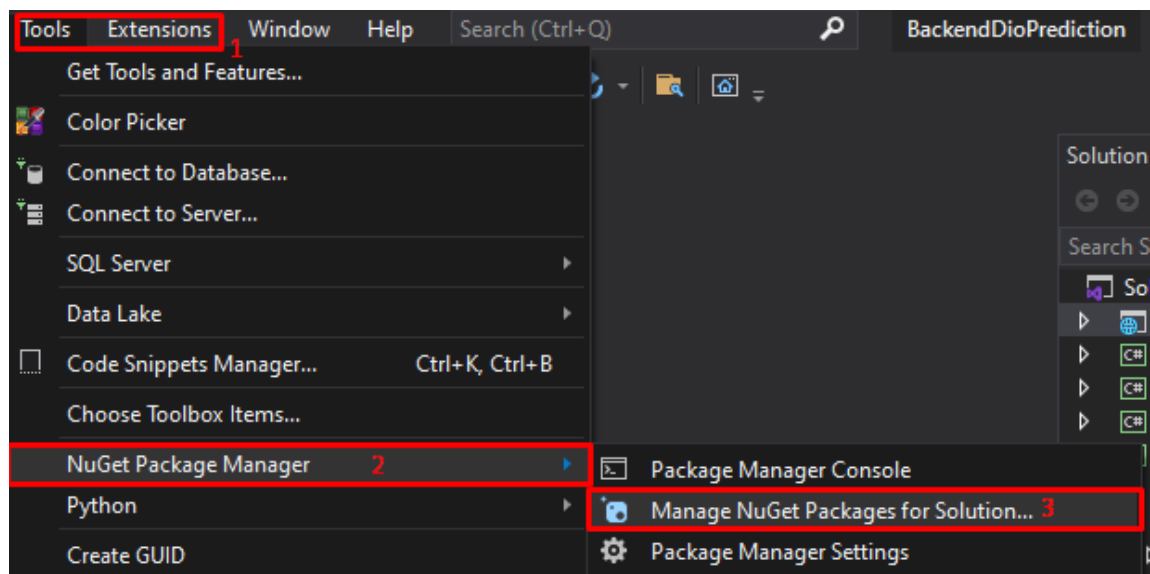 Tools Extensions Window Help Search (Ctrl+Q) BackendDioPrediction
1
Get Tools and Features...
Color Picker
Connect to Database...
Connect to Server...
SQL Server
Data Lake
Code Snippets Manager... Ctrl+K, Ctrl+B
Choose Toolbox Items...
NuGet Package Manager 2
Python
Create GUID
Package Manager Console
Manage NuGet Packages for Solution... 3
Package Manager Settings
Solution
Search S
So
C#
C#
C#